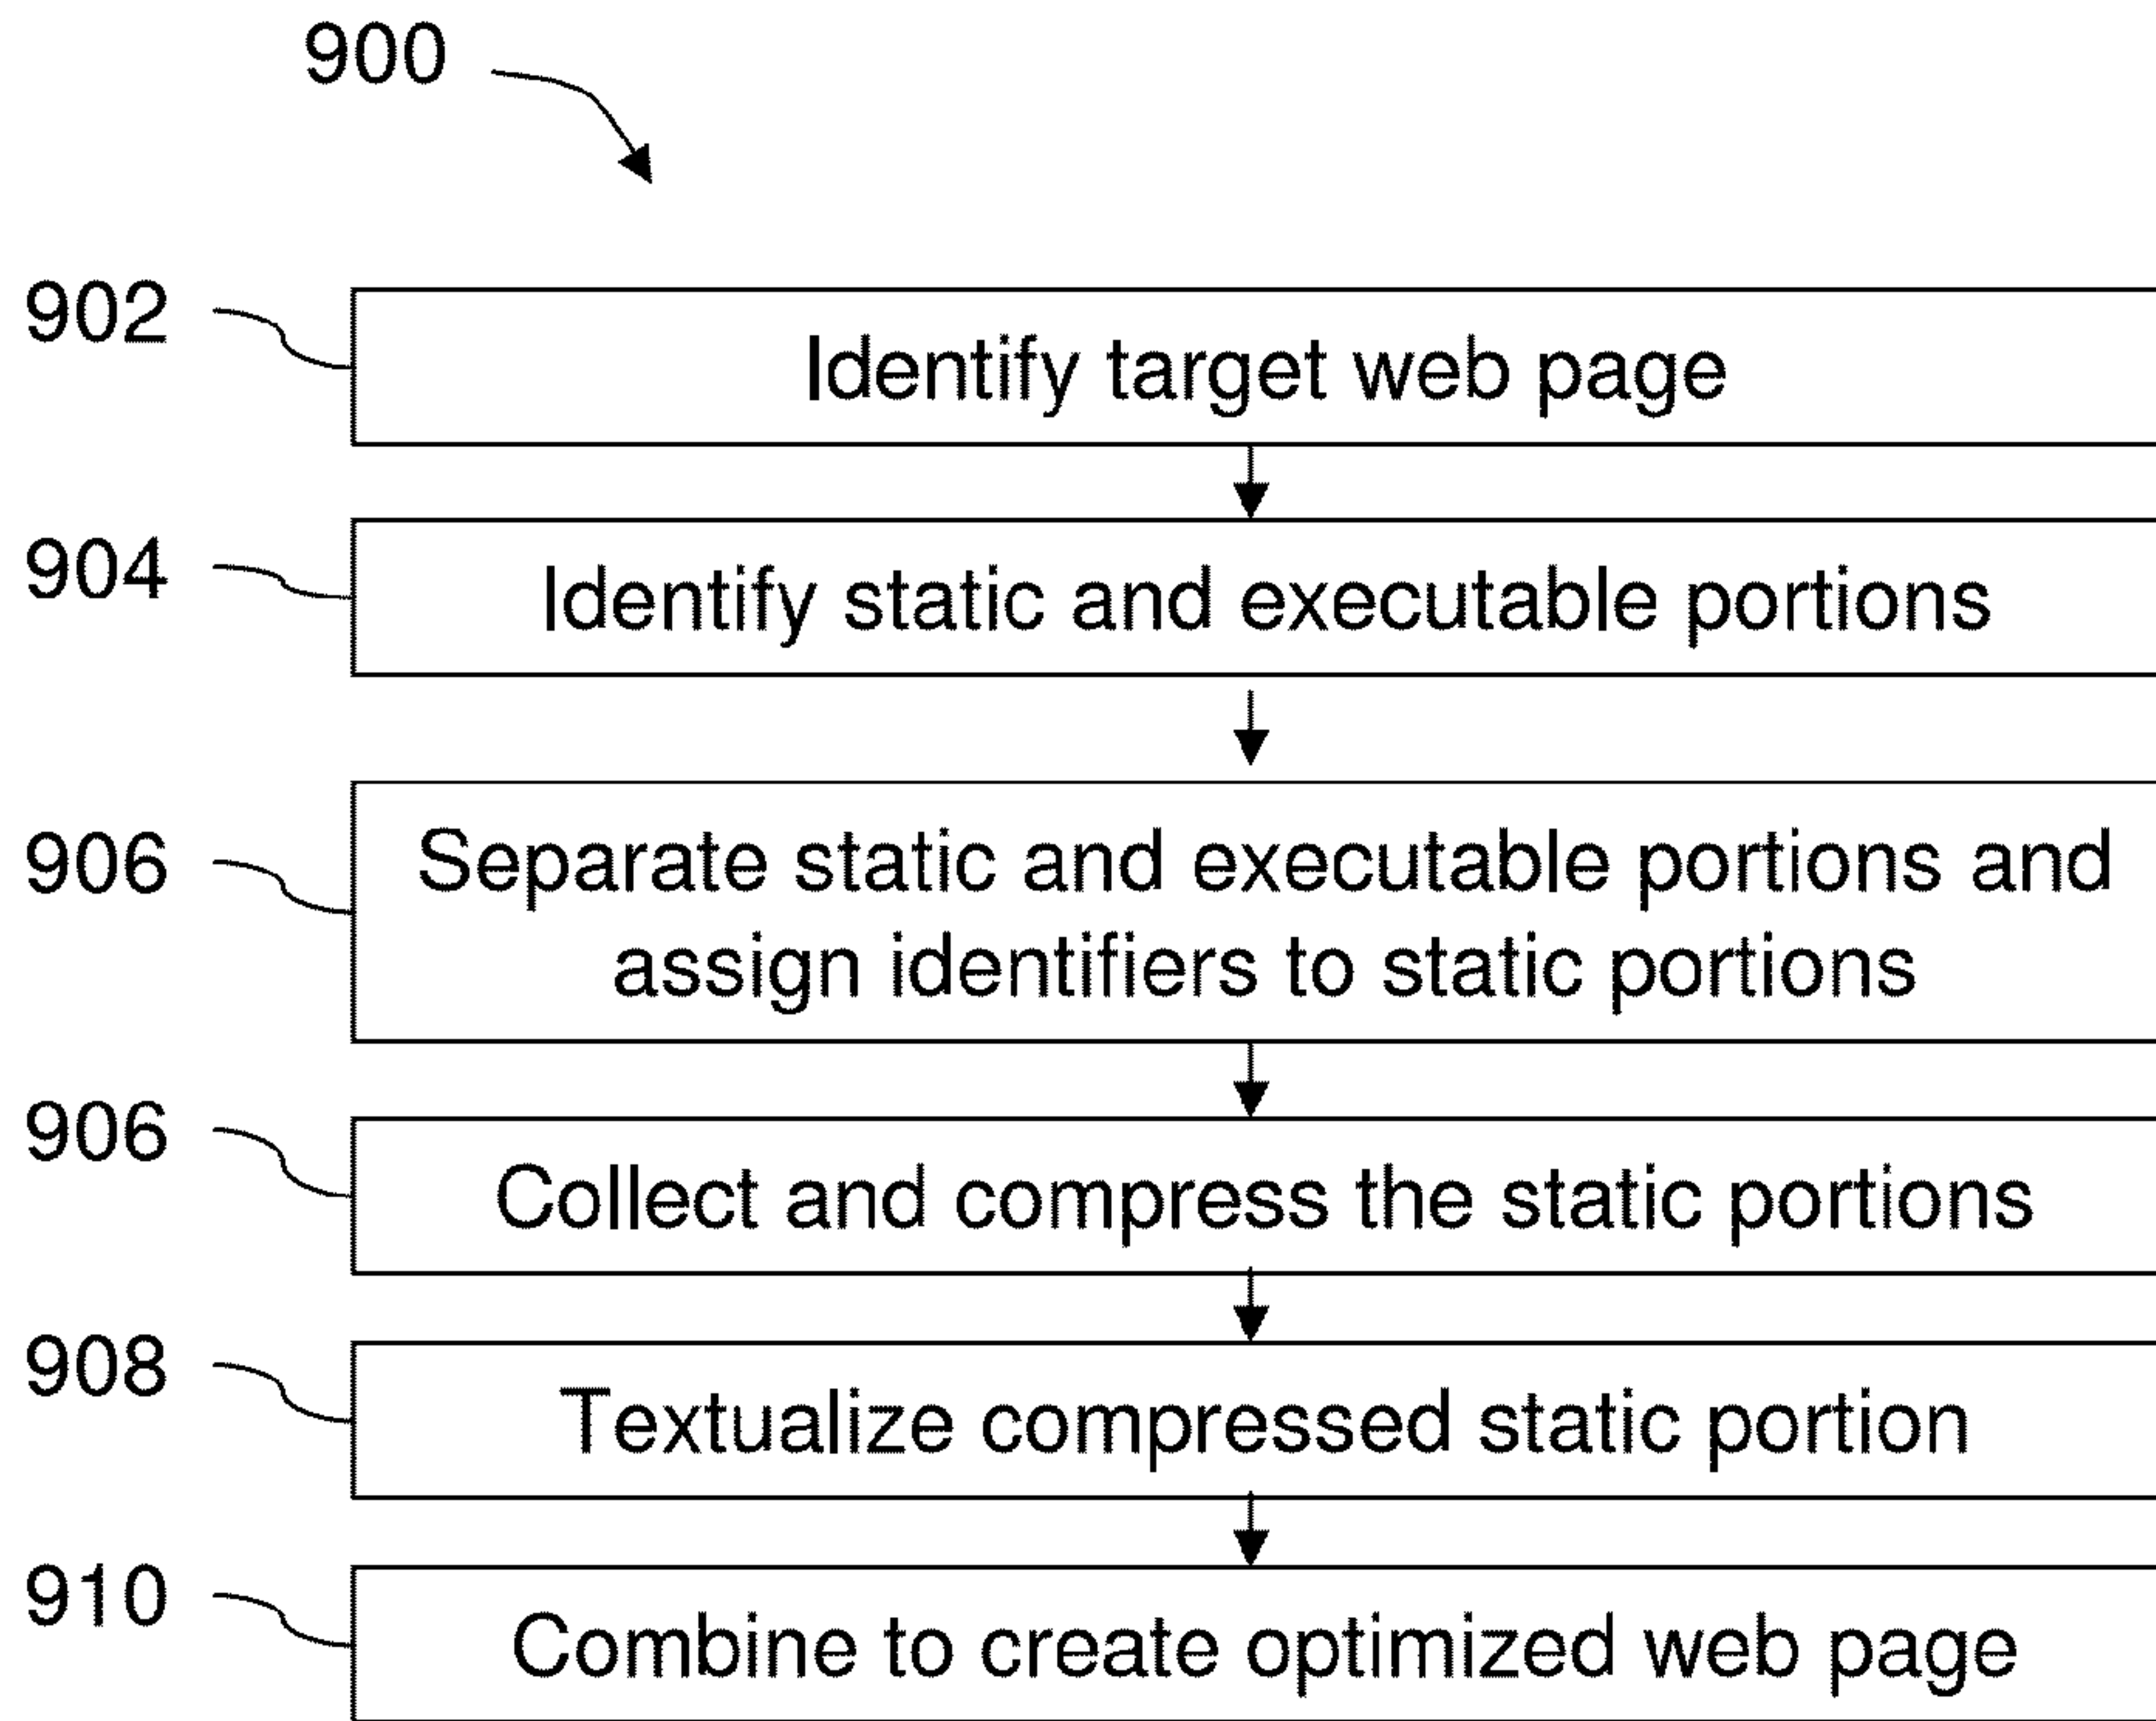 900
902
Identify target web page
904
Identify static and executable portions
906
Separate static and executable portions and
assign identifiers to static portions
906
Collect and compress the static portions
908
Textualize compressed static portion
910
Combine to create optimized web page